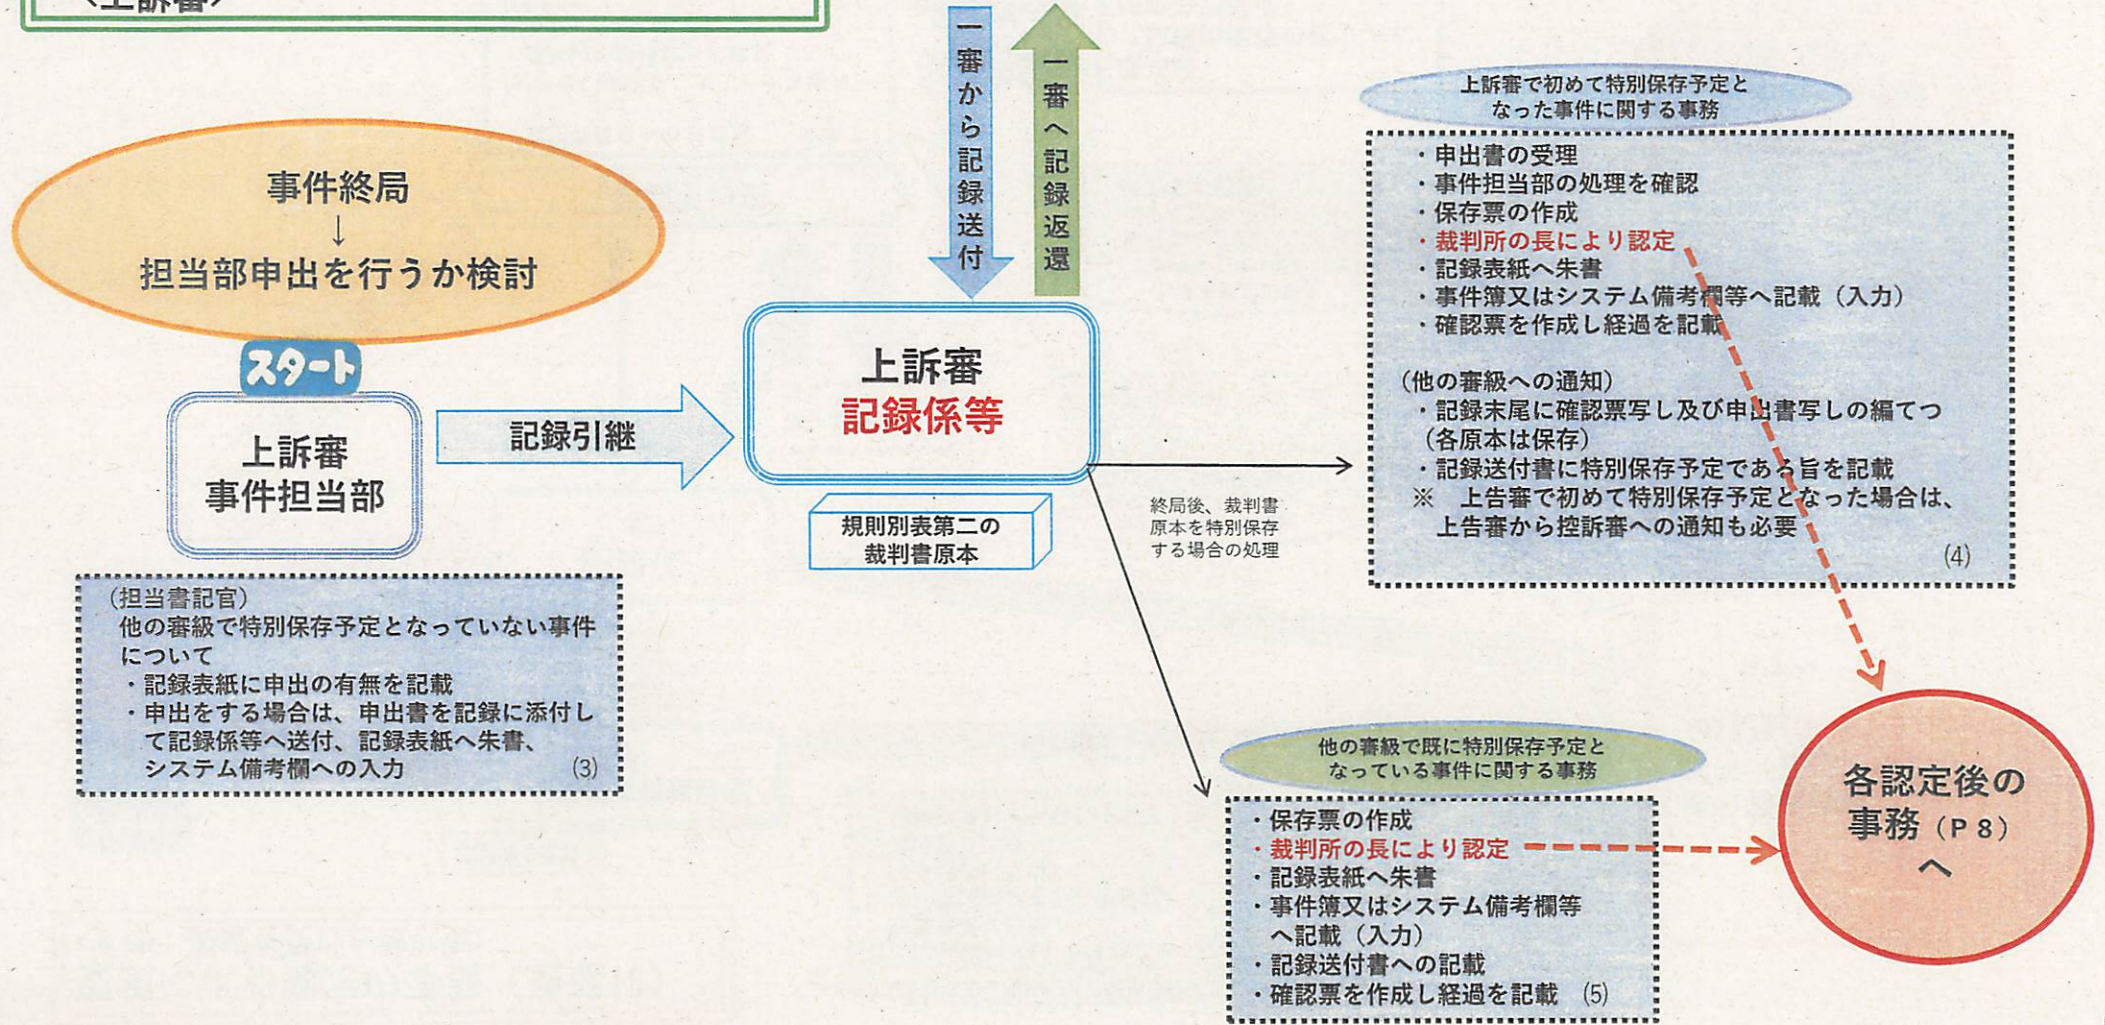 〈上訴審〉
一審から記録送付
一審へ記録返還
事件終局
↓
担当部申出を行うか検討
スタート
上訴審
事件担当部
記録引継
上訴審
記録係等
規則別表第二の
裁判書原本
(担当書記官)
他の審級で特別保存予定となっていない事件
について
・記録表紙に申出の有無を記載
・申出をする場合は、申出書を記録に添付し
て記録係等へ送付、記録表紙へ朱書、
システム備考欄への入力 (3)
終局後、裁判書
原本を特別保存
する場合の処理
上訴審で初めて特別保存予定と
なった事件に関する事務
・申出書の受理
・事件担当部の処理を確認
・保存票の作成
・裁判所の長により認定
・記録表紙へ朱書
・事件簿又はシステム備考欄等へ記載（入力）
・確認票を作成し経過を記載
（他の審級への通知）
・記録末尾に確認票写し及び申出書写しの編てつ
（各原本は保存）
・記録送付書に特別保存予定である旨を記載
※　上告審で初めて特別保存予定となった場合は、
上告審から控訴審への通知も必要
(4)
他の審級で既に特別保存予定と
なっている事件に関する事務
・保存票の作成
・裁判所の長により認定
・記録表紙へ朱書
・事件簿又はシステム備考欄等
へ記載（入力）
・記録送付書への記載
・確認票を作成し経過を記載 (5)
各認定後の
事務（P 8）
へ